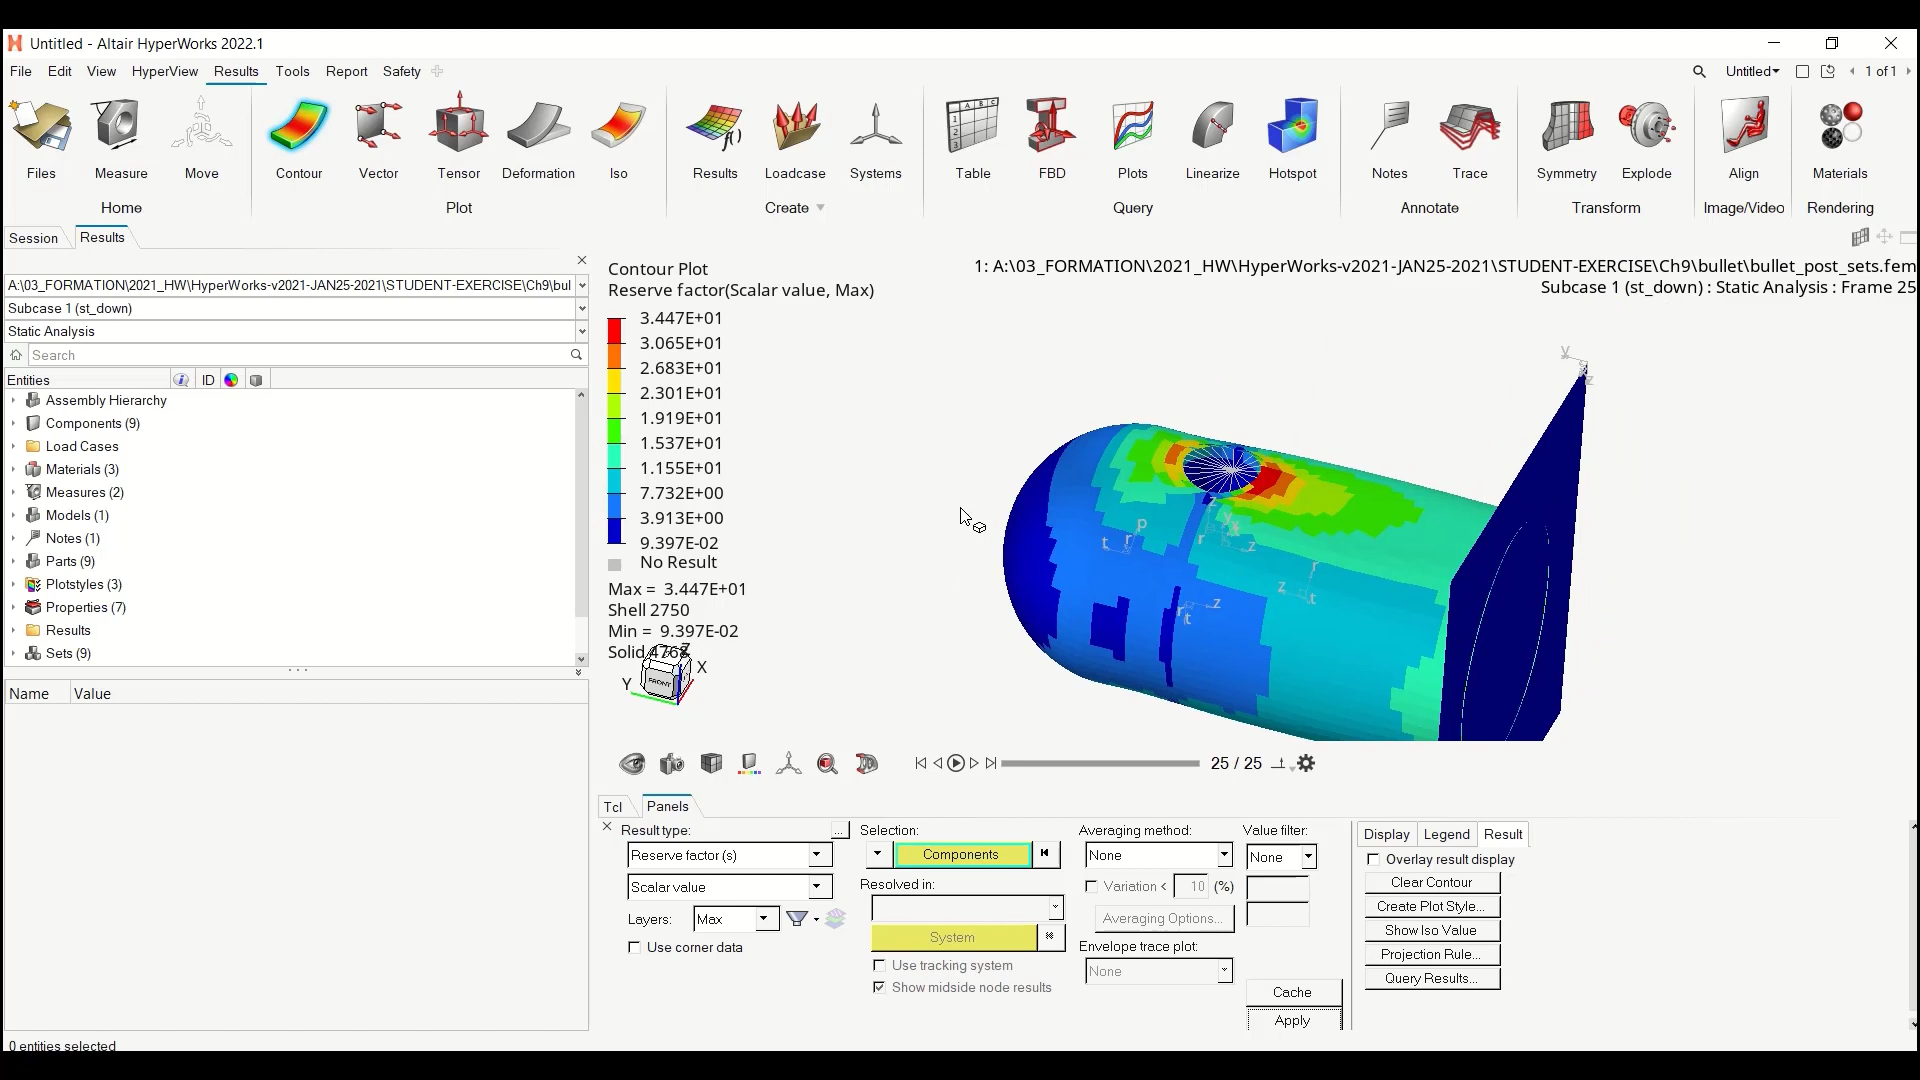 Untitled - Altair HyperWorks 2022.1
File Edit View HyperView Results Tools Report Safety
Untitled 1 of 1
Files Measure Move Contour Vector Tensor Deformation Iso Results Loadcase Systems Table FBD Plots Linearize Hotspot Notes Trace Symmetry Explode Align Materials
Home Plot Create Query Annotate Transform Image/Video Rendering
Session Results
A:\03_FORMATION\2021_HW\HyperWorks-v2021-JAN25-2021\STUDENT-EXERCISE\Ch9\bul
Subcase 1 (st_down)
Static Analysis
Search
Entities ID
Assembly Hierarchy
Components (9)
Load Cases
Materials (3)
Measures (2)
Models (1)
Notes (1)
Parts (9)
Plotstyles (3)
Properties (7)
Results
Sets (9)
Name Value
0 entities selected
Contour Plot
Reserve factor(Scalar value, Max)
3.447E+01
3.065E+01
2.683E+01
2.301E+01
1.919E+01
1.537E+01
1.155E+01
7.732E+00
3.913E+00
9.397E-02
No Result
Max = 3.447E+01
Shell 2750
Min = 9.397E-02
Solid 4768
1: A:\03_FORMATION\2021_HW\HyperWorks-v2021-JAN25-2021\STUDENT-EXERCISE\Ch9\bullet\bullet_post_sets.fem
Subcase 1 (st_down) : Static Analysis : Frame 25
Z
X
Y
FRONT
25 / 25
Tcl Panels
Result type: ...
Reserve factor (s)
Scalar value
Layers: Max
Use corner data
Selection:
Components
Resolved in:
System
Use tracking system
Show midside node results
Averaging method:
None
Variation < 10 (%)
Averaging Options...
Envelope trace plot:
None
Value filter:
None
Cache
Apply
Display Legend Result
Overlay result display
Clear Contour
Create Plot Style...
Show Iso Value
Projection Rule...
Query Results...